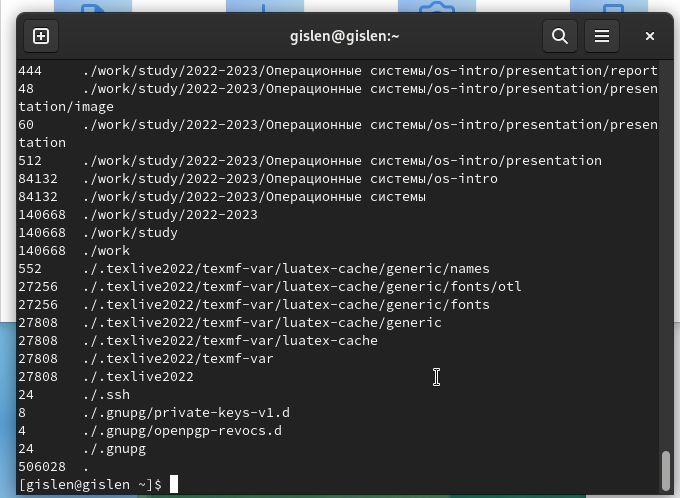 gislen@gislen:~
444 ./work/study/2022-2023/Операционные системы/os-intro/presentation/report
48 ./work/study/2022-2023/Операционные системы/os-intro/presentation/presen
tation/image
60 ./work/study/2022-2023/Операционные системы/os-intro/presentation/presen
tation
512 ./work/study/2022-2023/Операционные системы/os-intro/presentation
84132 ./work/study/2022-2023/Операционные системы/os-intro
84132 ./work/study/2022-2023/Операционные системы
140668 ./work/study/2022-2023
140668 ./work/study
140668 ./work
552 ./.texlive2022/texmf-var/luatex-cache/generic/names
27256 ./.texlive2022/texmf-var/luatex-cache/generic/fonts/otl
27256 ./.texlive2022/texmf-var/luatex-cache/generic/fonts
27808 ./.texlive2022/texmf-var/luatex-cache/generic
27808 ./.texlive2022/texmf-var/luatex-cache
27808 ./.texlive2022/texmf-var
27808 ./.texlive2022
24 ./.ssh
8 ./.gnupg/private-keys-v1.d
4 ./.gnupg/openpgp-revocs.d
24 ./.gnupg
506028 .
[gislen@gislen ~]$